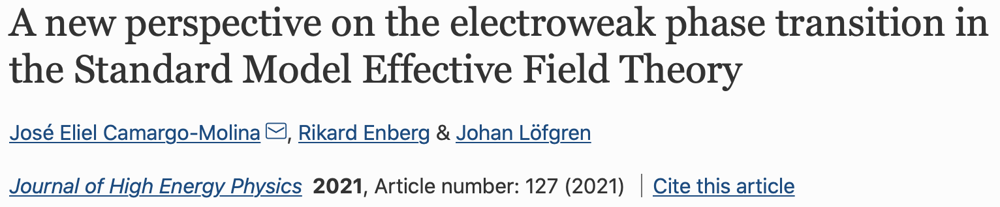 A new perspective on the electroweak phase transition in
the Standard Model Effective Field Theory
José Eliel Camargo-Molina, Rikard Enberg & Johan Löfgren
Journal of High Energy Physics 2021, Article number: 127 (2021) | Cite this article